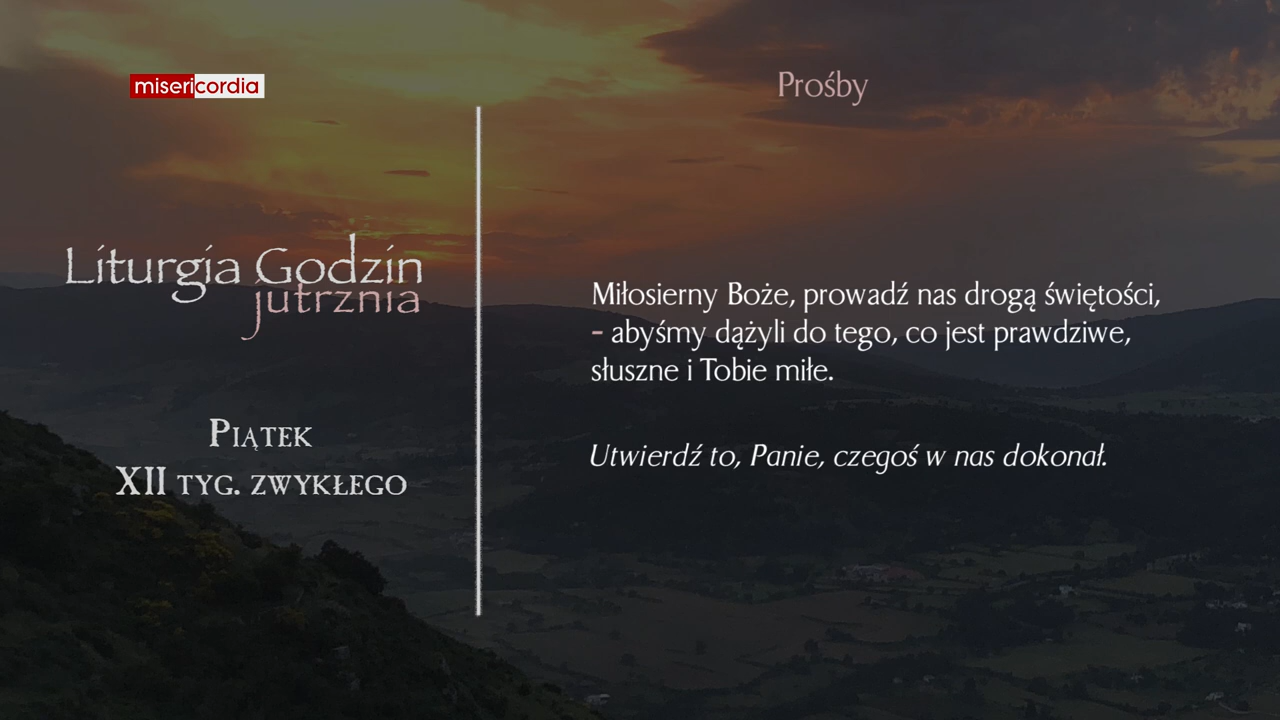 misericordia
Prośby
Liturgia Godzin
jutrznia
Piątek
XII tyg. zwykłego
Miłosierny Boże, prowadź nas drogą świętości,
- abyśmy dążyli do tego, co jest prawdziwe,
słuszne i Tobie miłe.
Utwierdź to, Panie, czegoś w nas dokonał.